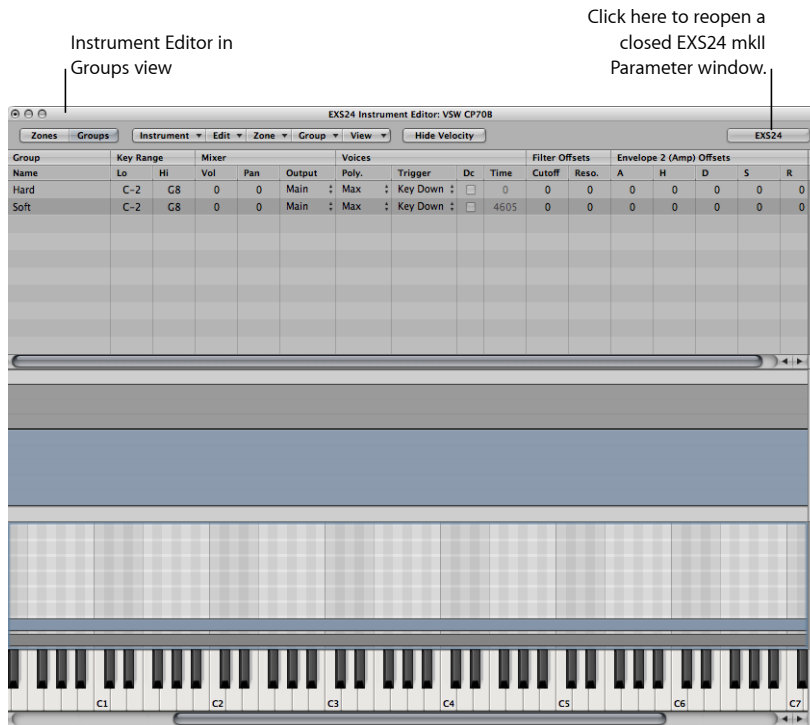 Click here to reopen a
closed EXS24 mkII
Parameter window.
Instrument Editor in
Groups view
EXS24 Instrument Editor: VSW CP70B
Zones Groups Instrument Edit Zone Group View Hide Velocity EXS24
Group Key Range Mixer Voices Filter Offsets Envelope 2 (Amp) Offsets
Name Lo Hi Vol Pan Output Poly. Trigger Dc Time Cutoff Reso. A H D S R
Hard C-2 G8 0 0 Main Max Key Down 0 0 0 0 0 0 0 0
Soft C-2 G8 0 0 Main Max Key Down 4605 0 0 0 0 0 0 0
C1 C2 C3 C4 C5 C6 C7